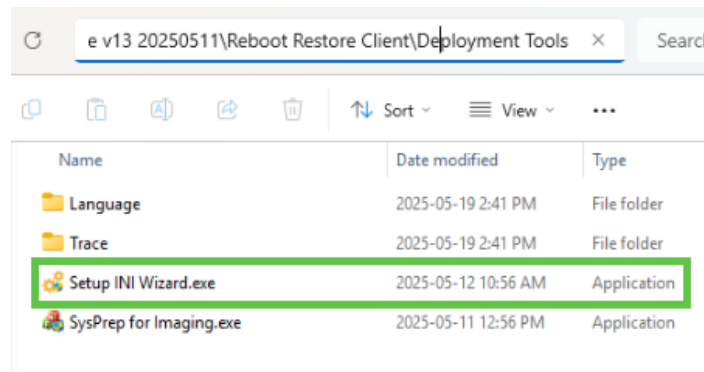 e v13 20250511\Reboot Restore Client\Deployment Tools
Sort View
Name Date modified Type
Language 2025-05-19 2:41 PM File folder
Trace 2025-05-19 2:41 PM File folder
Setup INI Wizard.exe 2025-05-12 10:56 AM Application
SysPrep for Imaging.exe 2025-05-11 12:56 PM Application